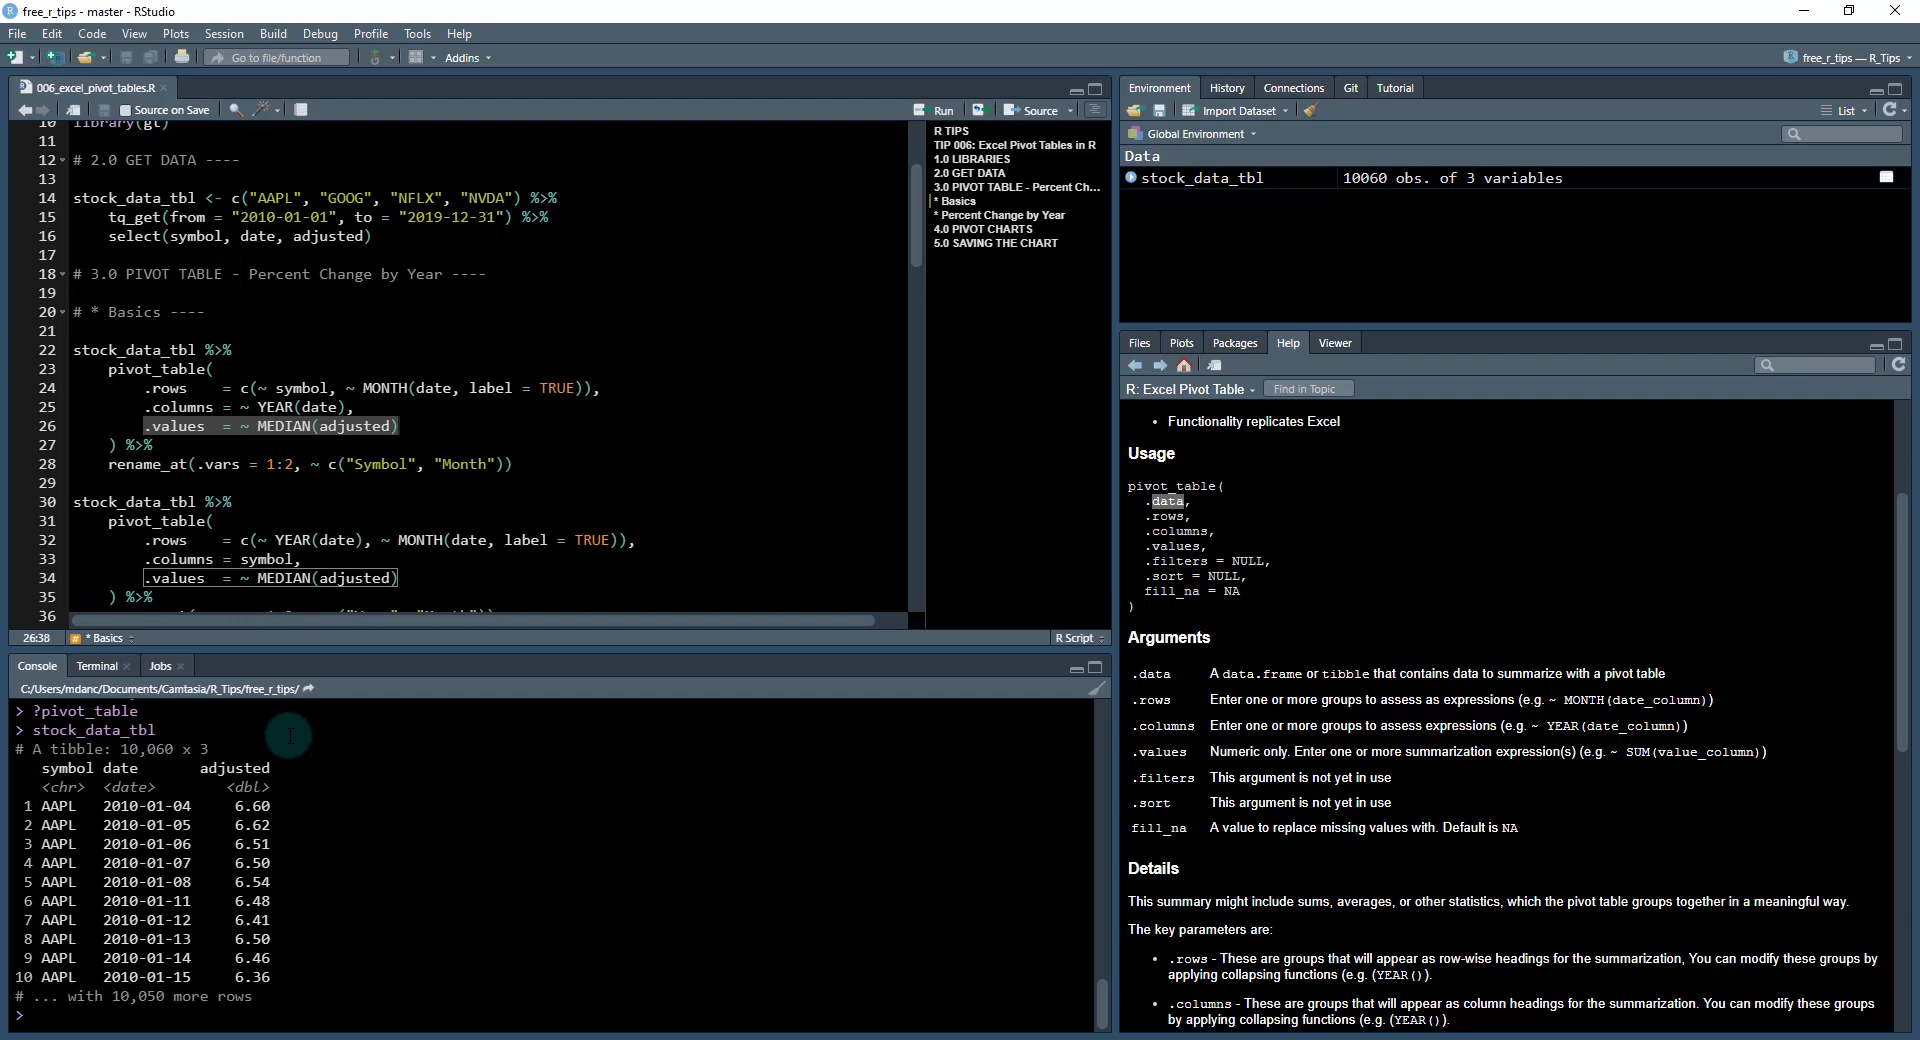 free_r_tips - master - RStudio
File Edit Code View Plots Session Build Debug Profile Tools Help
Go to file/function Addins free_r_tips — R_Tips
006_excel_pivot_tables.R
Source on Save Run Source
10 library(gt)
11
12 # 2.0 GET DATA ----
13
14 stock_data_tbl <- c("AAPL", "GOOG", "NFLX", "NVDA") %>%
15 tq_get(from = "2010-01-01", to = "2019-12-31") %>%
16 select(symbol, date, adjusted)
17
18 # 3.0 PIVOT TABLE - Percent Change by Year ----
19
20 # * Basics ----
21
22 stock_data_tbl %>%
23 pivot_table(
24 .rows = c(~ symbol, ~ MONTH(date, label = TRUE)),
25 .columns = ~ YEAR(date),
26 .values = ~ MEDIAN(adjusted)
27 ) %>%
28 rename_at(.vars = 1:2, ~ c("Symbol", "Month"))
29
30 stock_data_tbl %>%
31 pivot_table(
32 .rows = c(~ YEAR(date), ~ MONTH(date, label = TRUE)),
33 .columns = symbol,
34 .values = ~ MEDIAN(adjusted)
35 ) %>%
36
R TIPS
TIP 006: Excel Pivot Tables in R
1.0 LIBRARIES
2.0 GET DATA
3.0 PIVOT TABLE - Percent Ch...
* Basics
* Percent Change by Year
4.0 PIVOT CHARTS
5.0 SAVING THE CHART
26:38 # * Basics R Script
Console Terminal Jobs
C:/Users/mdanc/Documents/Camtasia/R_Tips/free_r_tips/
> ?pivot_table
> stock_data_tbl
# A tibble: 10,060 x 3
symbol date adjusted
<chr> <date> <dbl>
1 AAPL 2010-01-04 6.60
2 AAPL 2010-01-05 6.62
3 AAPL 2010-01-06 6.51
4 AAPL 2010-01-07 6.50
5 AAPL 2010-01-08 6.54
6 AAPL 2010-01-11 6.48
7 AAPL 2010-01-12 6.41
8 AAPL 2010-01-13 6.50
9 AAPL 2010-01-14 6.46
10 AAPL 2010-01-15 6.36
# ... with 10,050 more rows
>
Environment History Connections Git Tutorial
Import Dataset List
Global Environment
Data
stock_data_tbl 10060 obs. of 3 variables
Files Plots Packages Help Viewer
R: Excel Pivot Table Find in Topic
• Functionality replicates Excel
Usage
pivot_table(
.data,
.rows,
.columns,
.values,
.filters = NULL,
.sort = NULL,
fill_na = NA
)
Arguments
.data A data.frame or tibble that contains data to summarize with a pivot table
.rows Enter one or more groups to assess as expressions (e.g. ~ MONTH(date_column))
.columns Enter one or more groups to assess expressions (e.g. ~ YEAR(date_column))
.values Numeric only. Enter one or more summarization expression(s) (e.g. ~ SUM(value_column))
.filters This argument is not yet in use
.sort This argument is not yet in use
fill_na A value to replace missing values with. Default is NA
Details
This summary might include sums, averages, or other statistics, which the pivot table groups together in a meaningful way.
The key parameters are:
• .rows - These are groups that will appear as row-wise headings for the summarization, You can modify these groups by
applying collapsing functions (e.g. (YEAR()).
• .columns - These are groups that will appear as column headings for the summarization. You can modify these groups
by applying collapsing functions (e.g. (YEAR()).